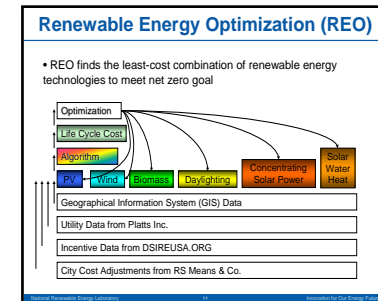 Renewable Energy Optimization (REO)
• REO finds the least-cost combination of renewable energy
technologies to meet net zero goal
Optimization
Life Cycle Cost
Algorithm
PV
Wind
Biomass
Daylighting
Concentrating
Solar Power
Solar
Water
Heat
Geographical Information System (GIS) Data
Utility Data from Platts Inc.
Incentive Data from DSIREUSA.ORG
City Cost Adjustments from RS Means & Co.
National Renewable Energy Laboratory
11
Innovation for Our Energy Future